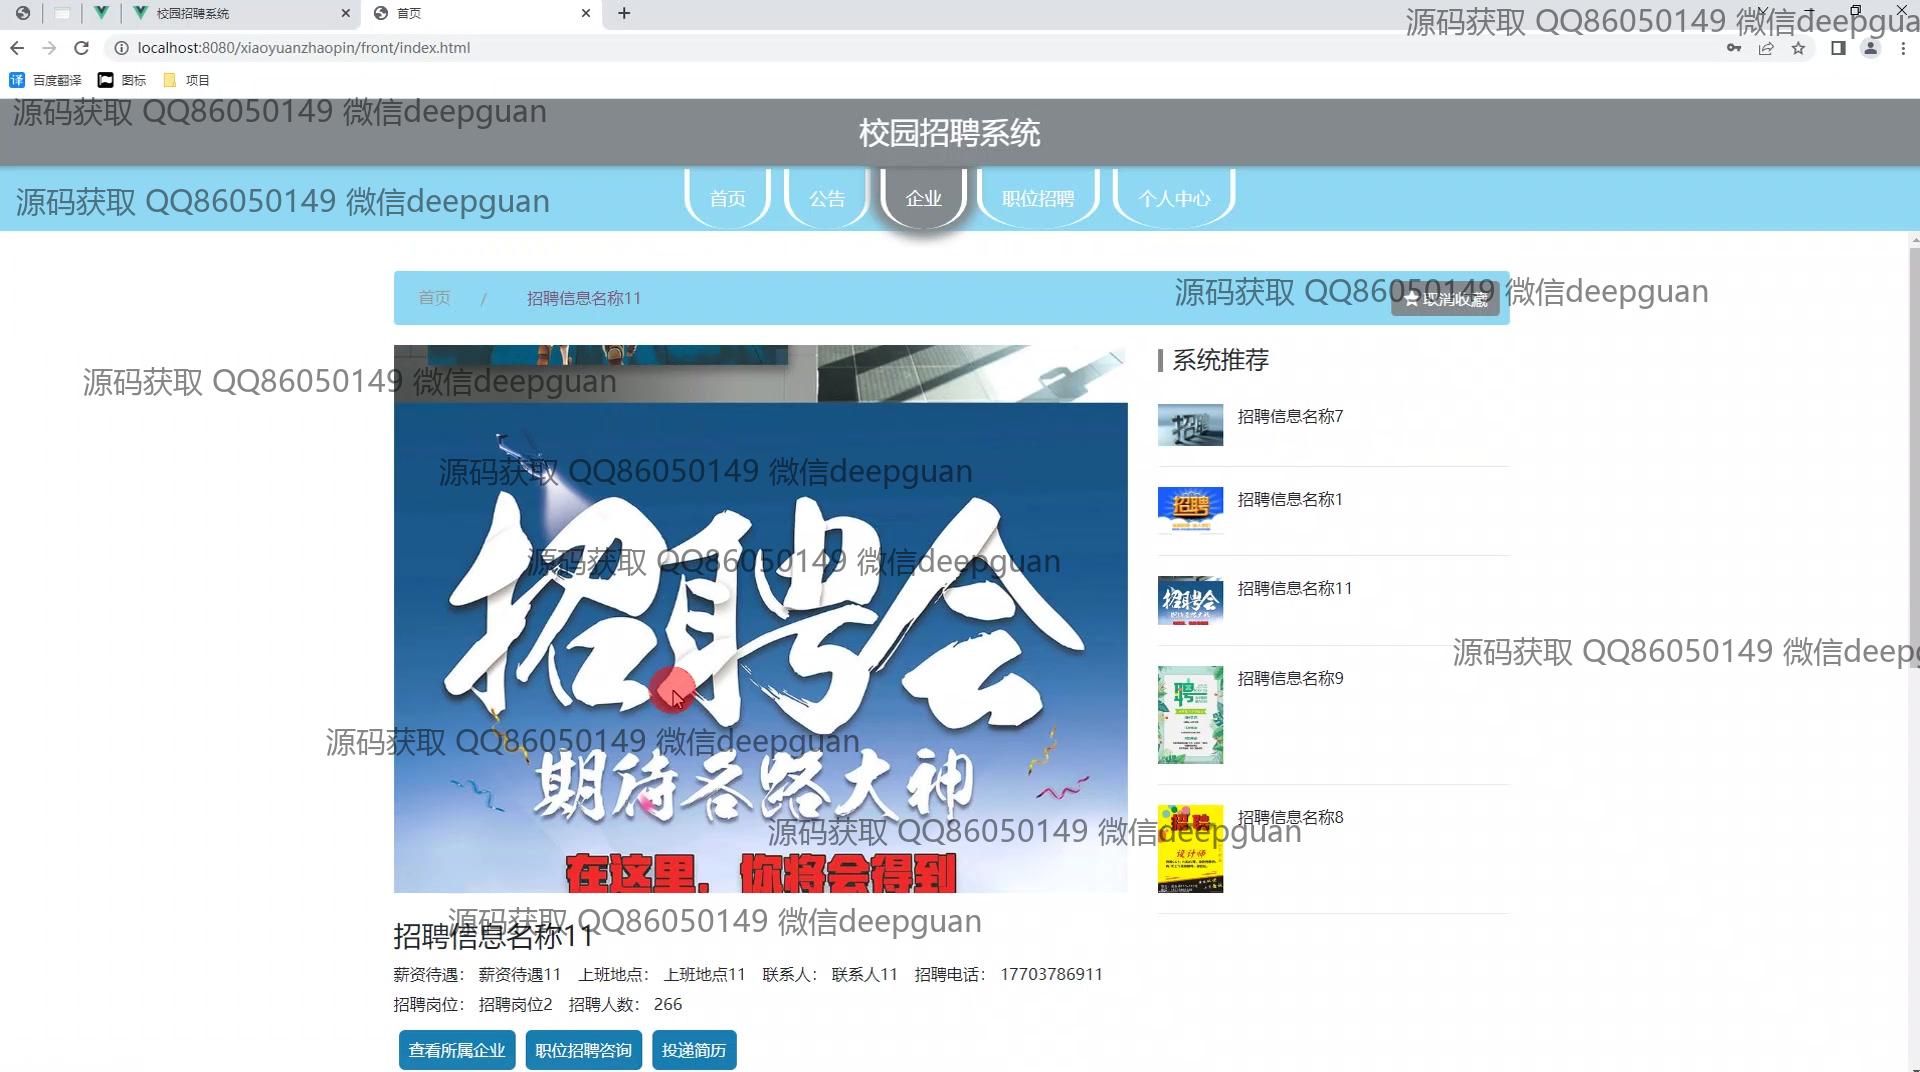 校园招聘系统
首页
localhost:8080/xiaoyuanzhaopin/front/index.html
源码获取 QQ86050149 微信deepgua
百度翻译 图标 项目
源码获取 QQ86050149 微信deepguan
校园招聘系统
源码获取 QQ86050149 微信deepguan
首页 公告 企业 职位招聘 个人中心
首页 / 招聘信息名称11
取消收藏
源码获取 QQ86050149 微信deepguan
系统推荐
源码获取 QQ86050149 微信deepguan
招聘信息名称7
源码获取 QQ86050149 微信deepguan
招聘
招聘信息名称1
招聘
源码获取 QQ86050149 微信deepguan
招聘会
招聘信息名称11
招聘会
源码获取 QQ86050149 微信deep
招聘信息名称9
聘
源码获取 QQ86050149 微信deepguan
期待各路大神
招聘信息名称8
招聘
设计师
源码获取 QQ86050149 微信deepguan
在这里，你将会得到
源码获取 QQ86050149 微信deepguan
招聘信息名称11
薪资待遇： 薪资待遇11 上班地点： 上班地点11 联系人： 联系人11 招聘电话： 17703786911
招聘岗位： 招聘岗位2 招聘人数： 266
查看所属企业 职位招聘咨询 投递简历